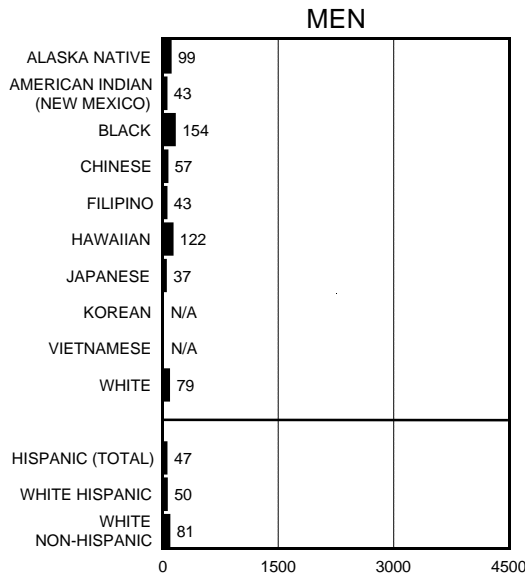 MEN
ALASKA NATIVE 99
AMERICAN INDIAN
(NEW MEXICO) 43
BLACK 154
CHINESE 57
FILIPINO 43
HAWAIIAN 122
JAPANESE 37
KOREAN N/A
VIETNAMESE N/A
WHITE 79
HISPANIC (TOTAL) 47
WHITE HISPANIC 50
WHITE
NON-HISPANIC 81
0 1500 3000 4500